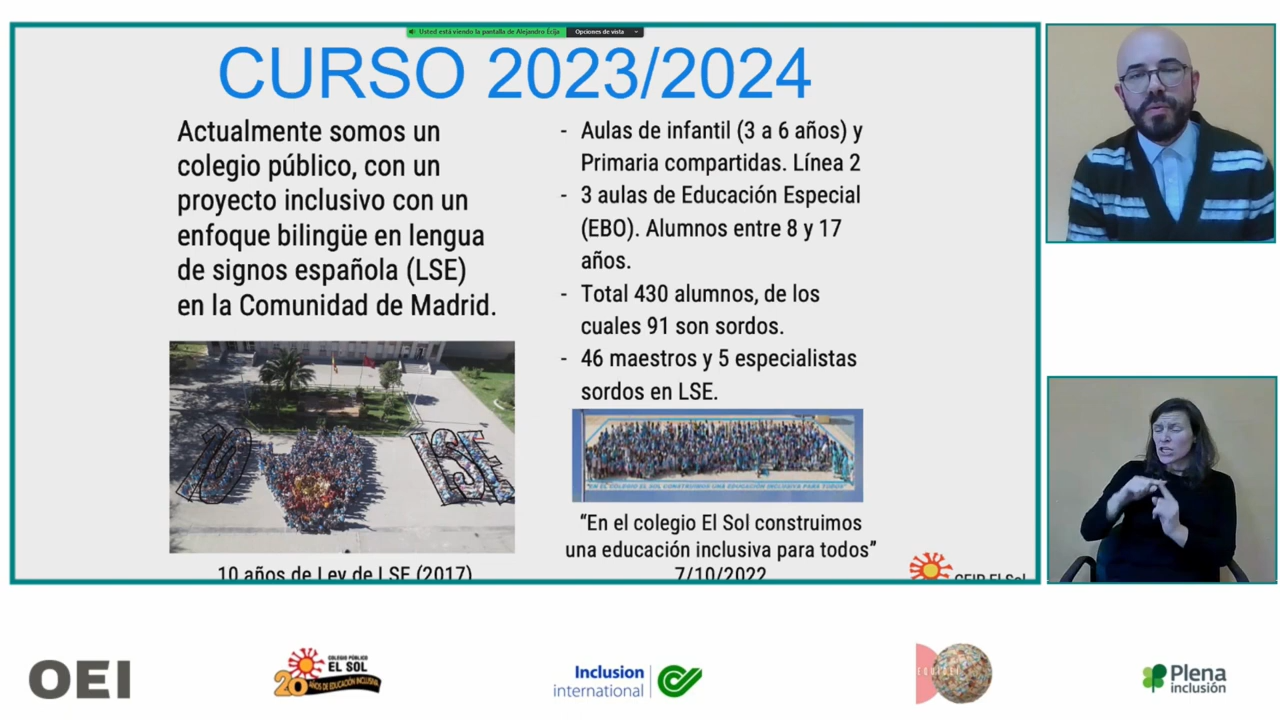 Usted está viendo la pantalla de Alejandro Écija
Opciones de vista
CURSO 2023/2024
Actualmente somos un
colegio público, con un
proyecto inclusivo con un
enfoque bilingüe en lengua
de signos española (LSE)
en la Comunidad de Madrid.
- Aulas de infantil (3 a 6 años) y
Primaria compartidas. Línea 2
- 3 aulas de Educación Especial
(EBO). Alumnos entre 8 y 17
años.
- Total 430 alumnos, de los
cuales 91 son sordos.
- 46 maestros y 5 especialistas
sordos en LSE.
10
LSE
"EN EL COLEGIO EL SOL CONSTRUIMOS UNA EDUCACIÓN INCLUSIVA PARA TODOS"
10 años de Ley de LSE (2017)
“En el colegio El Sol construimos
una educación inclusiva para todos”
7/10/2022
CEIP El Sol
OEI
COLEGIO PÚBLICO
EL SOL
20 AÑOS DE EDUCACIÓN INCLUSIVA
Inclusion
international
Plena
inclusión